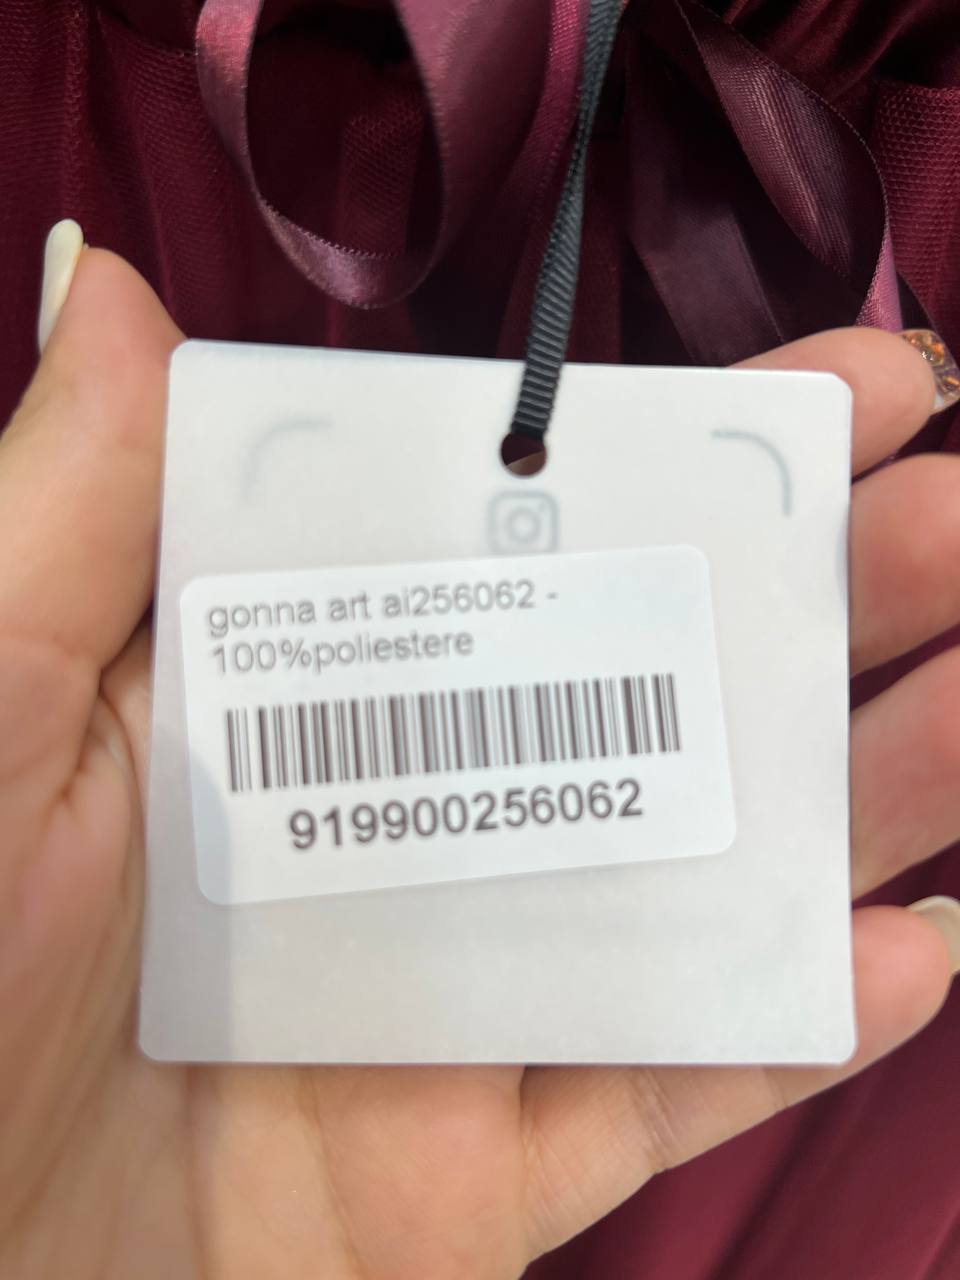 gonna art ai256062 -
100%poliestere
919900256062